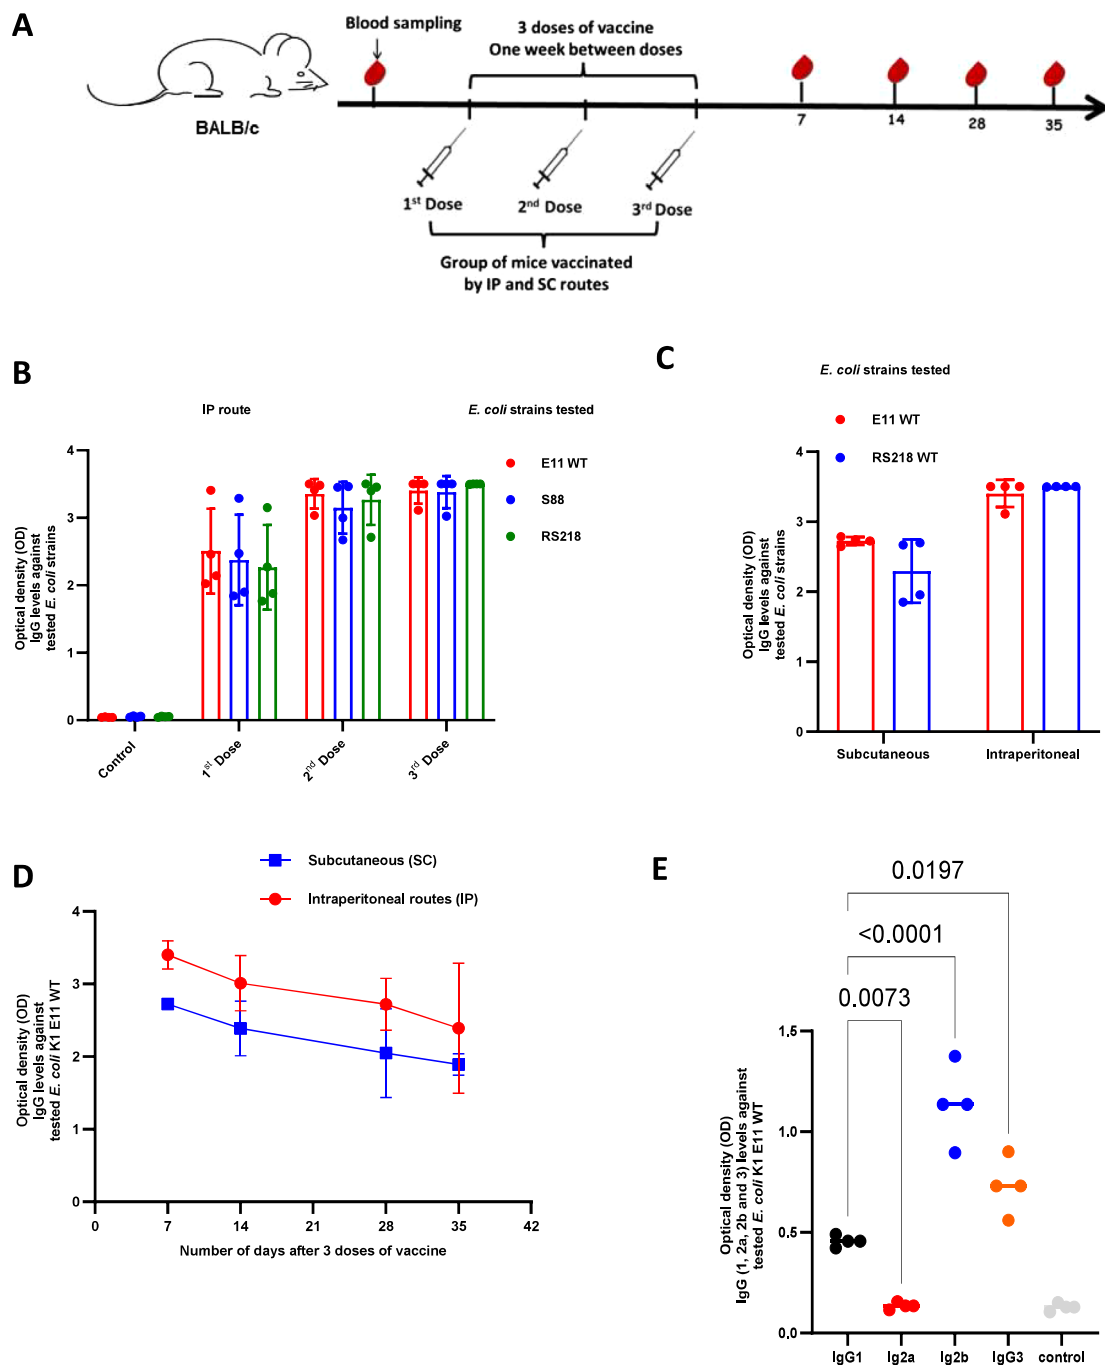 A
Blood sampling
3 doses of vaccine
One week between doses
BALB/c
7
14
28
35
1st Dose
2nd Dose
3rd Dose
Group of mice vaccinated
by IP and SC routes
B
IP route
E. coli strains tested
E11 WT
S88
RS218
Optical density (OD)
IgG levels against
tested E. coli strains
4
3
2
1
0
Control
1st Dose
2nd Dose
3rd Dose
C
E. coli strains tested
E11 WT
RS218 WT
Optical density (OD)
IgG levels against
tested E. coli strains
4
3
2
1
0
Subcutaneous
Intraperitoneal
D
Subcutaneous (SC)
Intraperitoneal routes (IP)
Optical density (OD)
IgG levels against
tested E. coli K1 E11 WT
4
3
2
1
0
0
7
14
21
28
35
42
Number of days after 3 doses of vaccine
E
0.0197
<0.0001
0.0073
Optical density (OD)
IgG (1, 2a, 2b and 3) levels against
tested E. coli K1 E11 WT
1.5
1.0
0.5
0.0
IgG1
Ig2a
Ig2b
IgG3
control